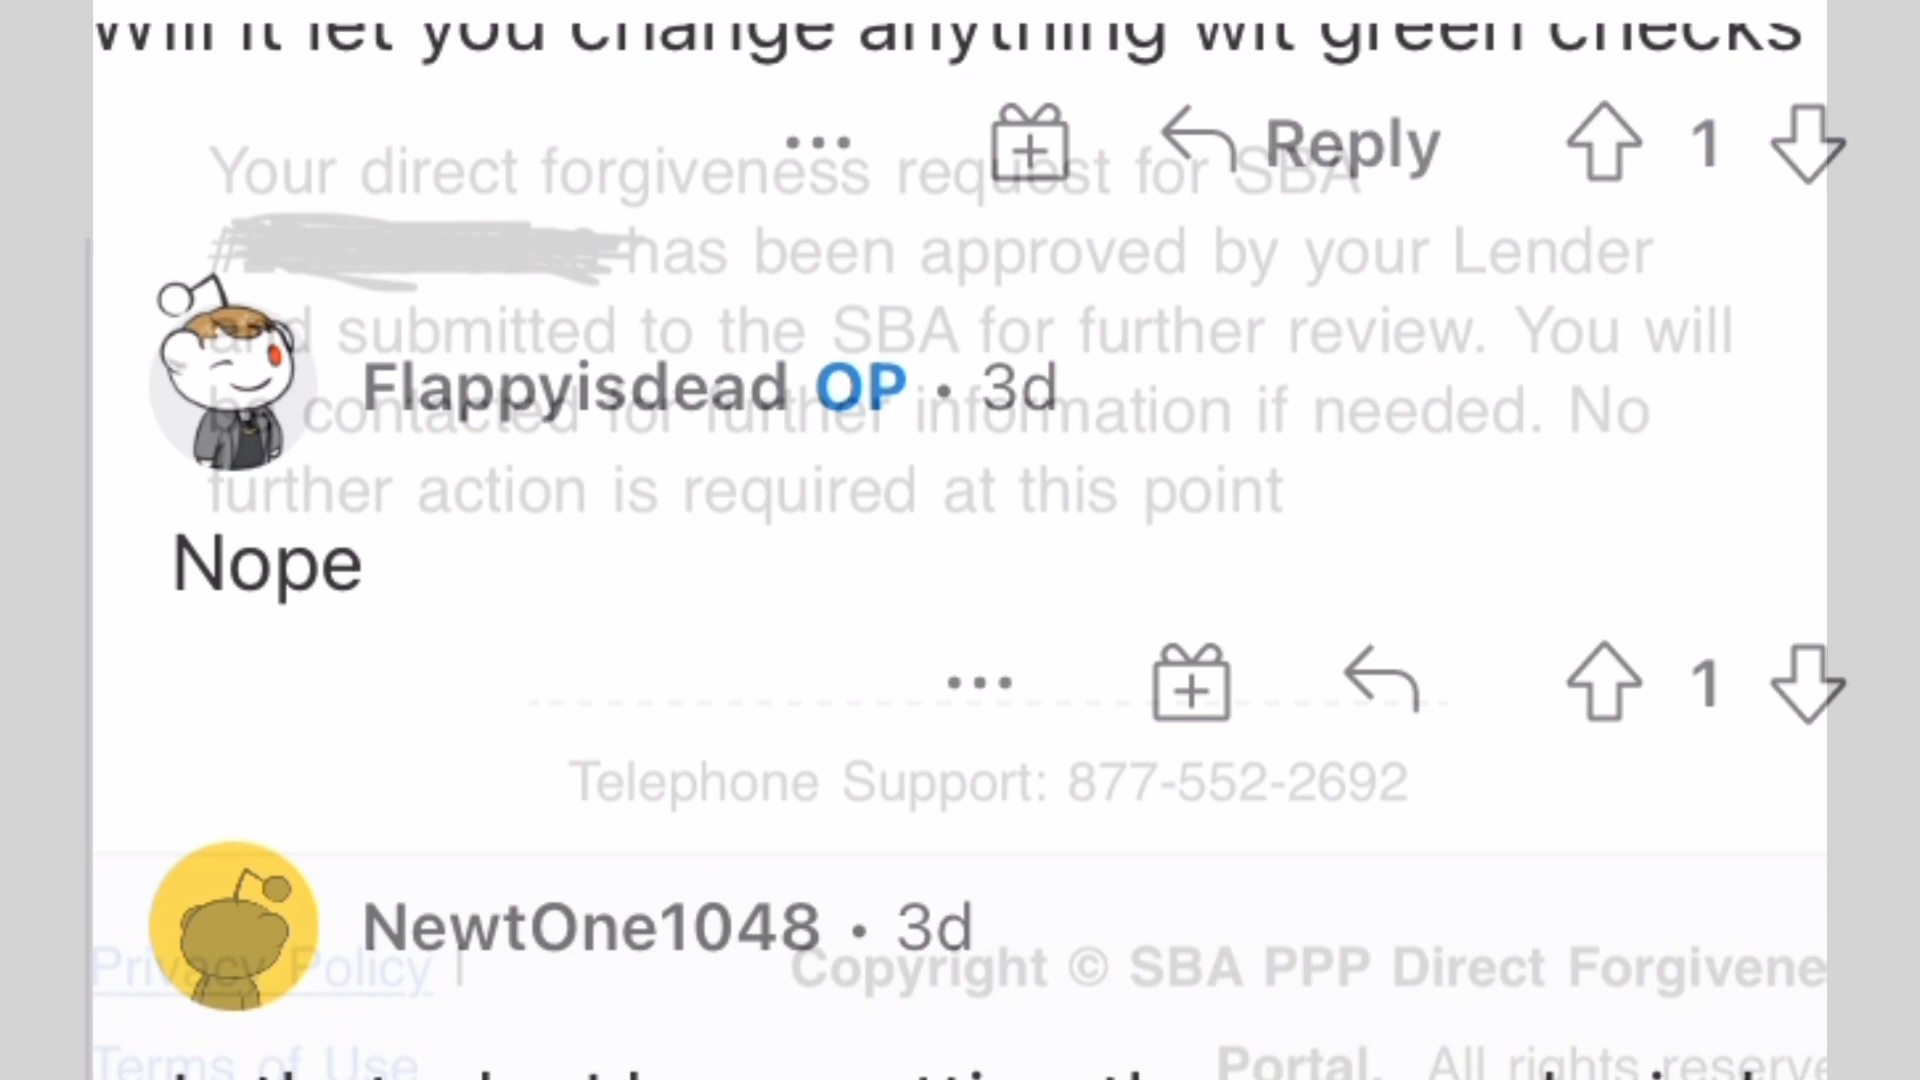 Will it let you change anything wit green checks
Reply 1
Your direct forgiveness request for SBA
# has been approved by your Lender
and submitted to the SBA for further review. You will
Flappyisdead OP · 3d
be contacted for further information if needed. No
further action is required at this point
Nope
1
Telephone Support: 877-552-2692
NewtOne1048 · 3d
Privacy Policy | Copyright © SBA PPP Direct Forgivene
Terms of Use Portal. All rights reserve